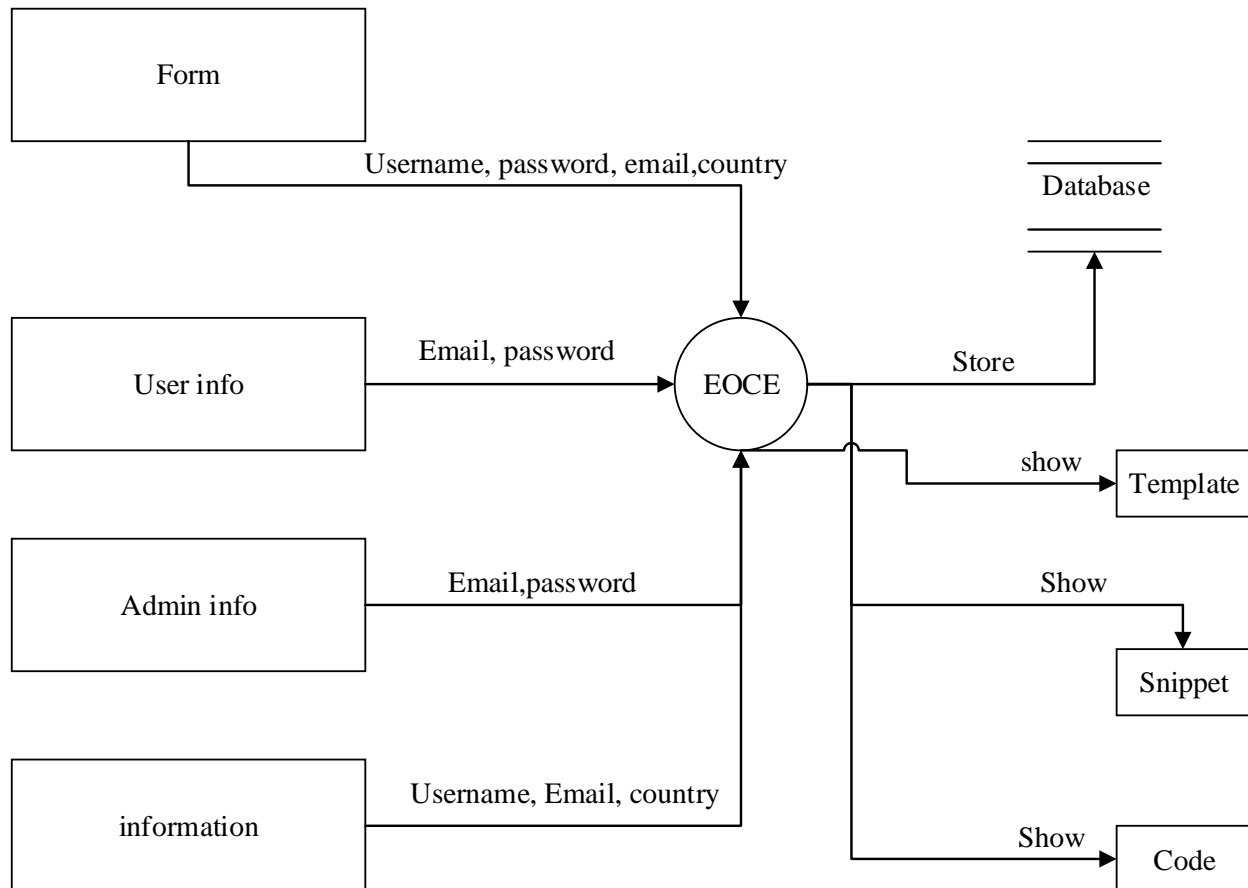 Form
Username, password, email,country
Database
Email, password
User info
EOCE
Store
show
Template
Email,password
Admin info
Show
Snippet
Username, Email, country
information
Show
Code